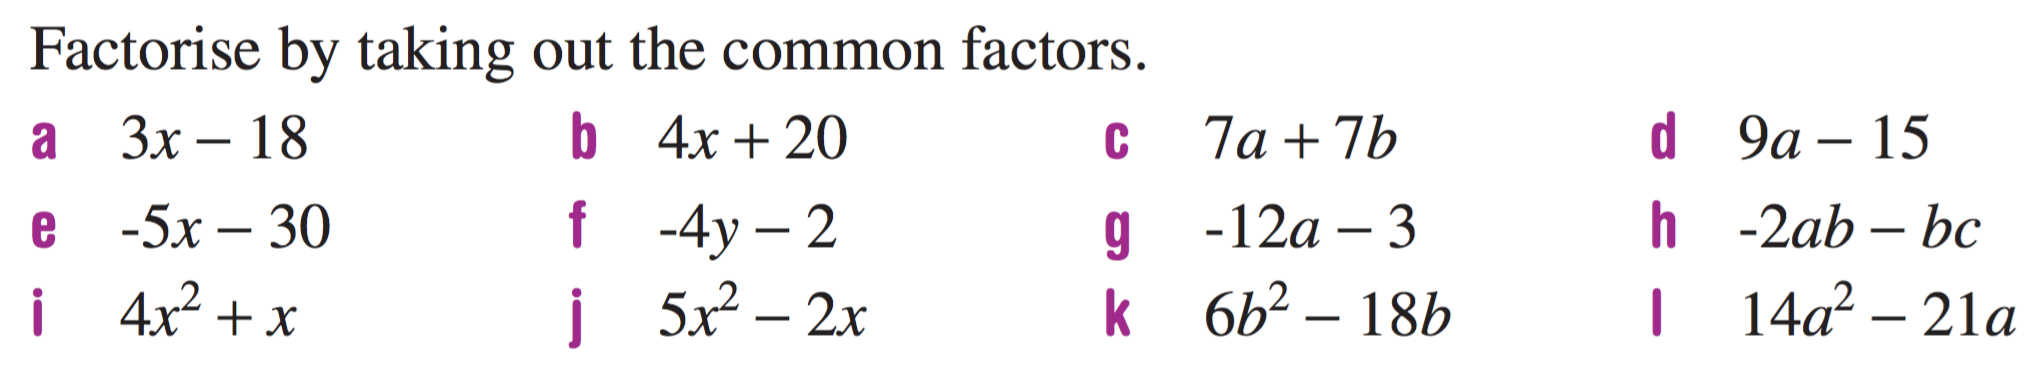 Factorise by taking out the common factors.
a 3x – 18 b 4x + 20 c 7a + 7b d 9a – 15
e -5x – 30 f -4y – 2 g -12a – 3 h -2ab – bc
i 4x² + x j 5x² – 2x k 6b² – 18b l 14a² – 21a